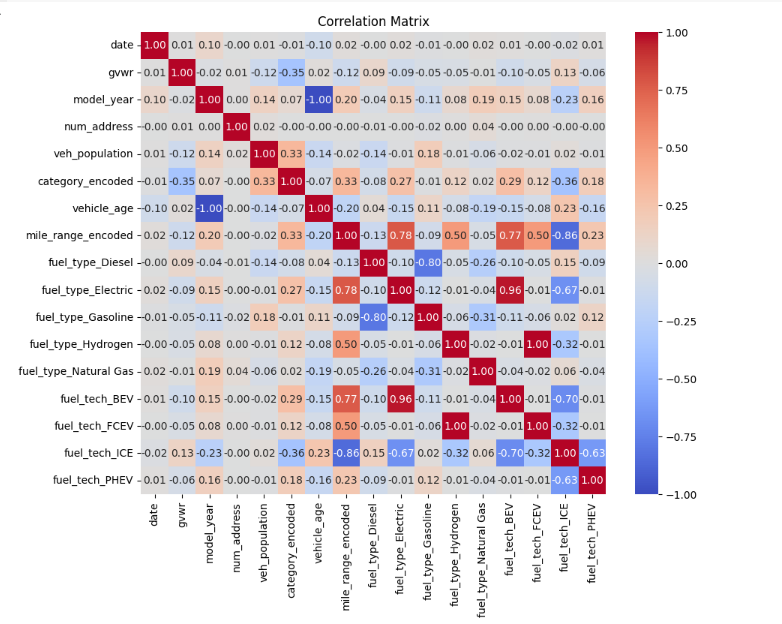 Correlation Matrix
date 1.00 0.01 0.10 -0.00 0.01 -0.01 -0.10 0.02 -0.00 0.02 -0.01 -0.00 0.02 0.01 -0.00 -0.02 0.01
gvwr 0.01 1.00 -0.02 0.01 -0.12 -0.35 0.02 -0.12 0.09 -0.09 -0.05 -0.05 -0.01 -0.10 -0.05 0.13 -0.06
model_year 0.10 -0.02 1.00 0.00 0.14 0.07 -1.00 0.20 -0.04 0.15 -0.11 0.08 0.19 0.15 0.08 -0.23 0.16
num_address -0.00 0.01 0.00 1.00 0.02 -0.00 -0.00 -0.00 -0.01 -0.00 -0.02 0.00 0.04 -0.00 0.00 -0.00 -0.00
veh_population 0.01 -0.12 0.14 0.02 1.00 0.33 -0.14 -0.02 -0.14 -0.01 0.18 -0.01 -0.06 -0.02 -0.01 0.02 -0.01
category_encoded -0.01 -0.35 0.07 -0.00 0.33 1.00 -0.07 0.33 -0.08 0.27 -0.01 0.12 0.02 0.29 0.12 -0.36 0.18
vehicle_age -0.10 0.02 -1.00 -0.00 -0.14 -0.07 1.00 -0.20 0.04 -0.15 0.11 -0.08 -0.19 -0.15 -0.08 0.23 -0.16
mile_range_encoded 0.02 -0.12 0.20 -0.00 -0.02 0.33 -0.20 1.00 -0.13 0.78 -0.09 0.50 -0.05 0.77 0.50 -0.86 0.23
fuel_type_Diesel -0.00 0.09 -0.04 -0.01 -0.14 -0.08 0.04 -0.13 1.00 -0.10 -0.80 -0.05 -0.26 -0.10 -0.05 0.15 -0.09
fuel_type_Electric 0.02 -0.09 0.15 -0.00 -0.01 0.27 -0.15 0.78 -0.10 1.00 -0.12 -0.01 -0.04 0.96 -0.01 -0.67 -0.01
fuel_type_Gasoline -0.01 -0.05 -0.11 -0.02 0.18 -0.01 0.11 -0.09 -0.80 -0.12 1.00 -0.06 -0.31 -0.11 -0.06 0.02 0.12
fuel_type_Hydrogen -0.00 -0.05 0.08 0.00 -0.01 0.12 -0.08 0.50 -0.05 -0.01 -0.06 1.00 -0.02 -0.01 1.00 -0.32 -0.01
fuel_type_Natural Gas 0.02 -0.01 0.19 0.04 -0.06 0.02 -0.19 -0.05 -0.26 -0.04 -0.31 -0.02 1.00 -0.04 -0.02 0.06 -0.04
fuel_tech_BEV 0.01 -0.10 0.15 -0.00 -0.02 0.29 -0.15 0.77 -0.10 0.96 -0.11 -0.01 -0.04 1.00 -0.01 -0.70 -0.01
fuel_tech_FCEV -0.00 -0.05 0.08 0.00 -0.01 0.12 -0.08 0.50 -0.05 -0.01 -0.06 1.00 -0.02 -0.01 1.00 -0.32 -0.01
fuel_tech_ICE -0.02 0.13 -0.23 -0.00 0.02 -0.36 0.23 -0.86 0.15 -0.67 0.02 -0.32 0.06 -0.70 -0.32 1.00 -0.63
fuel_tech_PHEV 0.01 -0.06 0.16 -0.00 -0.01 0.18 -0.16 0.23 -0.09 -0.01 0.12 -0.01 -0.04 -0.01 -0.01 -0.63 1.00
date
gvwr
model_year
num_address
veh_population
category_encoded
vehicle_age
mile_range_encoded
fuel_type_Diesel
fuel_type_Electric
fuel_type_Gasoline
fuel_type_Hydrogen
fuel_type_Natural Gas
fuel_tech_BEV
fuel_tech_FCEV
fuel_tech_ICE
fuel_tech_PHEV
1.00
0.75
0.50
0.25
0.00
−0.25
−0.50
−0.75
−1.00